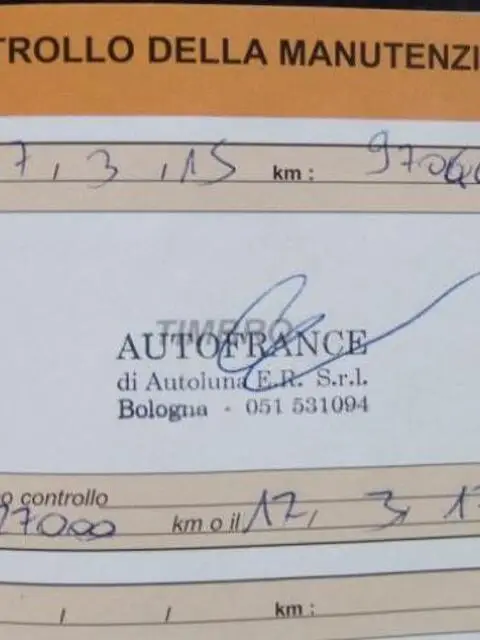 TROLLO DELLA MANUTENZI
7, 3, 15 km :
TIMBRO
AUTOFRANCE
di Autoluna E.R. S.r.l.
Bologna - 051 531094
o controllo
27000 km o il 3,
/ / km :